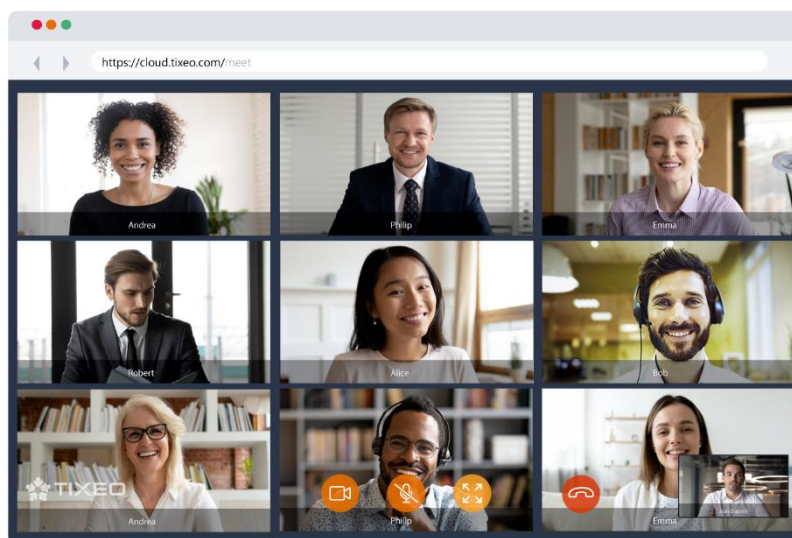 https://cloud.tixeo.com/meet
Andrea
Philip
Emma
Robert
Alice
Bob
TIXEO
Andrea
Philip
Emma